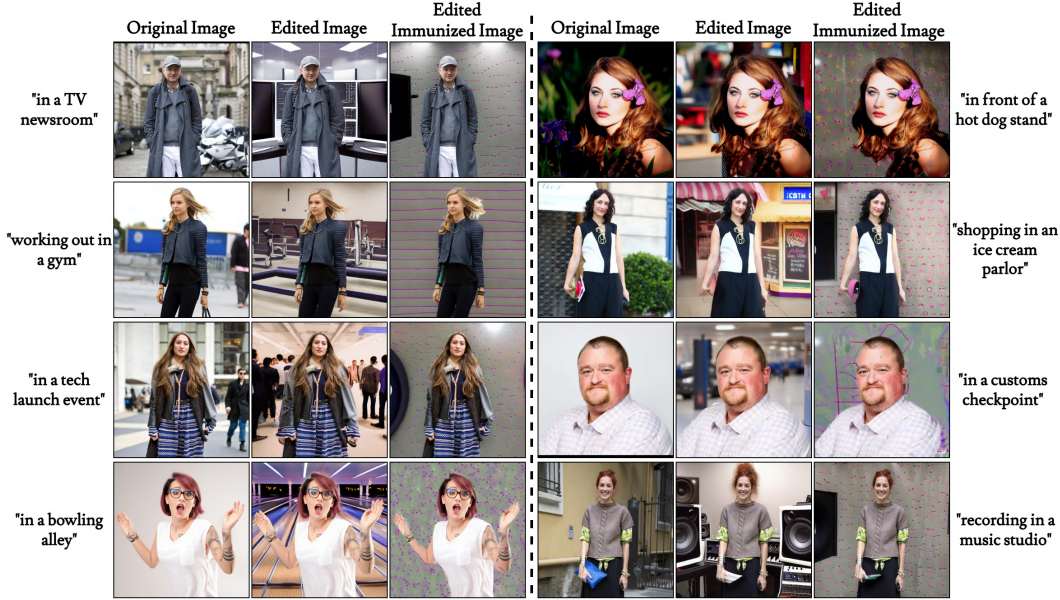 Original Image
Edited Image
Edited
Immunized Image
Original Image
Edited Image
Edited
Immunized Image
"in a TV
newsroom"
"in front of a
hot dog stand"
"working out in
a gym"
"shopping in an
ice cream
parlor"
"in a tech
launch event"
"in a customs
checkpoint"
"in a bowling
alley"
"recording in a
music studio"